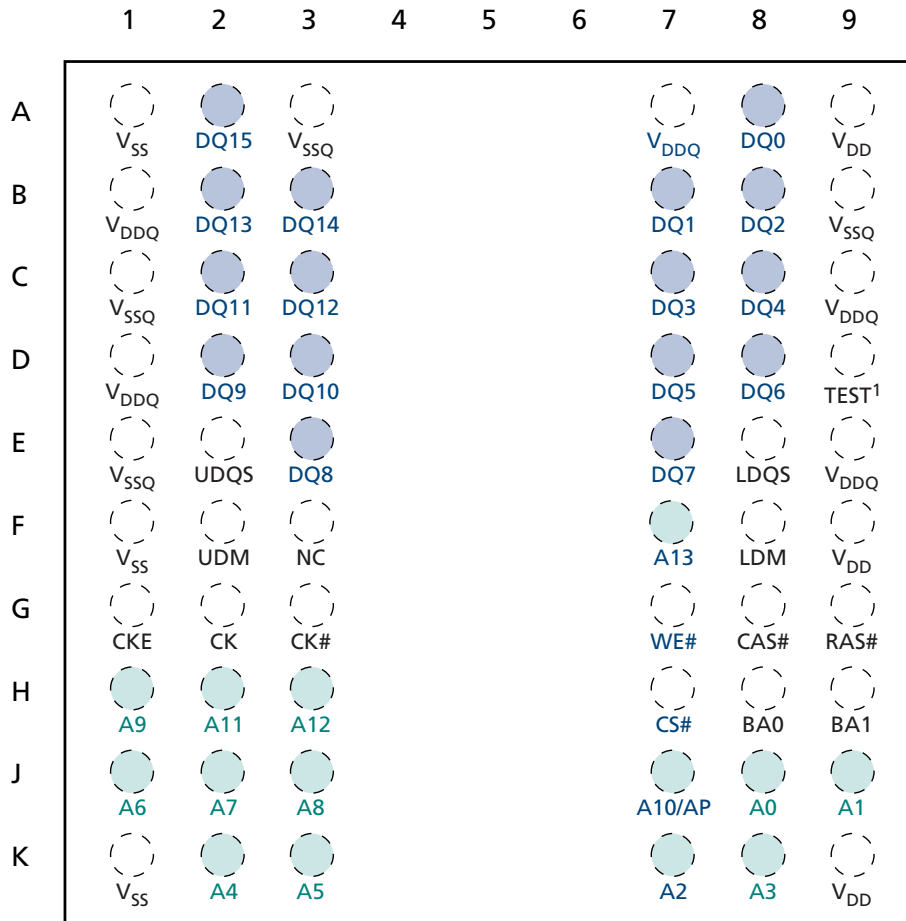 1 2 3 4 5 6 7 8 9
A
VSS DQ15 VSSQ VDDQ DQ0 VDD
B
VDDQ DQ13 DQ14 DQ1 DQ2 VSSQ
C
VSSQ DQ11 DQ12 DQ3 DQ4 VDDQ
D
VDDQ DQ9 DQ10 DQ5 DQ6 TEST1
E
VSSQ UDQS DQ8 DQ7 LDQS VDDQ
F
VSS UDM NC A13 LDM VDD
G
CKE CK CK# WE# CAS# RAS#
H
A9 A11 A12 CS# BA0 BA1
J
A6 A7 A8 A10/AP A0 A1
K
VSS A4 A5 A2 A3 VDD